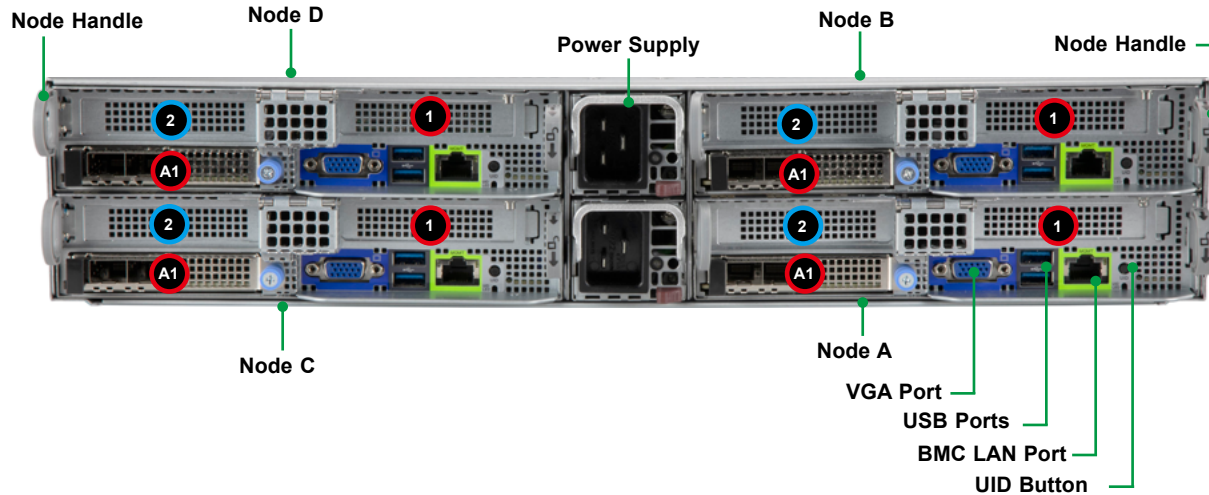 Node Handle
Node D
Power Supply
Node B
Node Handle
2
1
2
1
A1
A1
2
1
2
1
A1
A1
Node C
Node A
VGA Port
USB Ports
BMC LAN Port
UID Button